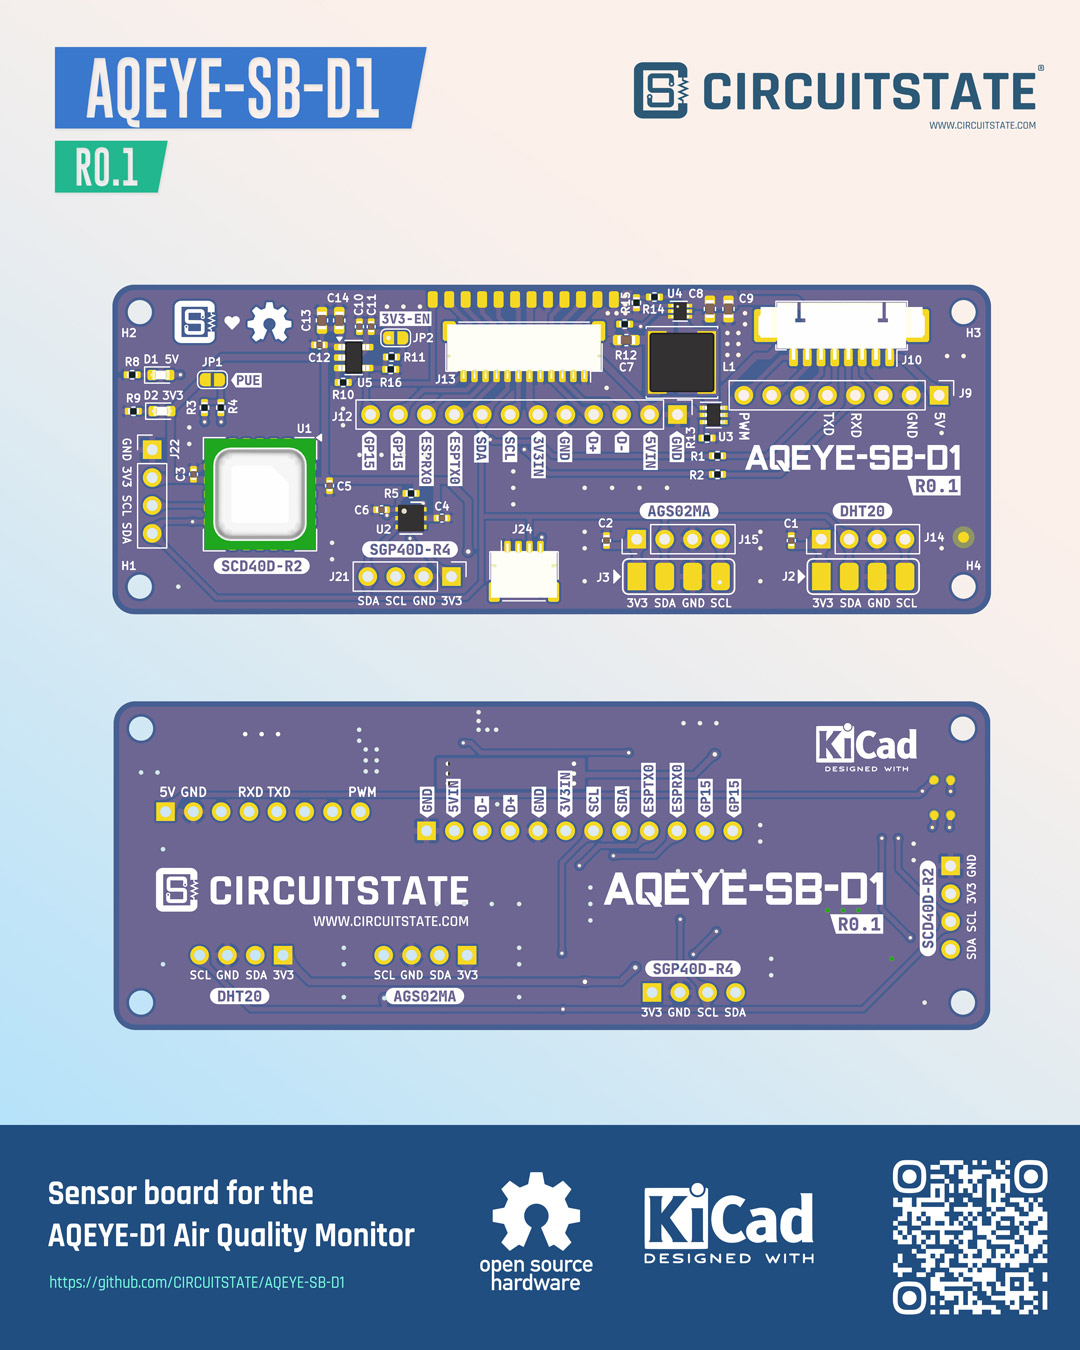 AQEYE-SB-D1
R0.1
CIRCUITSTATE®
WWW.CIRCUITSTATE.COM
H2
R8
D1 5V
R9
D2 3V3
JP1
PUE
R3
R4
J22
GND 3V3 SCL SDA
C3
U1
C5
SCD40D-R2
H1
C13
C14
C10
C11
C12
3V3-EN
JP2
R11
U5
R16
R10
J13
J12
GP15
GP15
ESPRX0
ESPTX0
SDA
SCL
3V3IN
GND
D+
D-
5VIN
GND
R15
R14
U4
C8
C9
R12
C7
L1
R13
U3
R1
R2
J10
J9
PWM
TXD
RXD
GND
5V
AQEYE-SB-D1
R0.1
R5
C6
U2
C4
SGP40D-R4
J21
SDA SCL GND 3V3
J24
AGS02MA
C2
J15
J3
3V3 SDA GND SCL
DHT20
C1
J14
J2
3V3 SDA GND SCL
H3
H4
KiCad
DESIGNED WITH
5V GND RXD TXD PWM
GND
5VIN
D-
D+
GND
3V3IN
SCL
SDA
ESPTX0
ESPRX0
GP15
GP15
CIRCUITSTATE
WWW.CIRCUITSTATE.COM
AQEYE-SB-D1
R0.1
SCD40D-R2
SDA SCL 3V3 GND
SCL GND SDA 3V3
DHT20
SCL GND SDA 3V3
AGS02MA
SGP40D-R4
3V3 GND SCL SDA
Sensor board for the
AQEYE-D1 Air Quality Monitor
https://github.com/CIRCUITSTATE/AQEYE-SB-D1
open source
hardware
KiCad
DESIGNED WITH